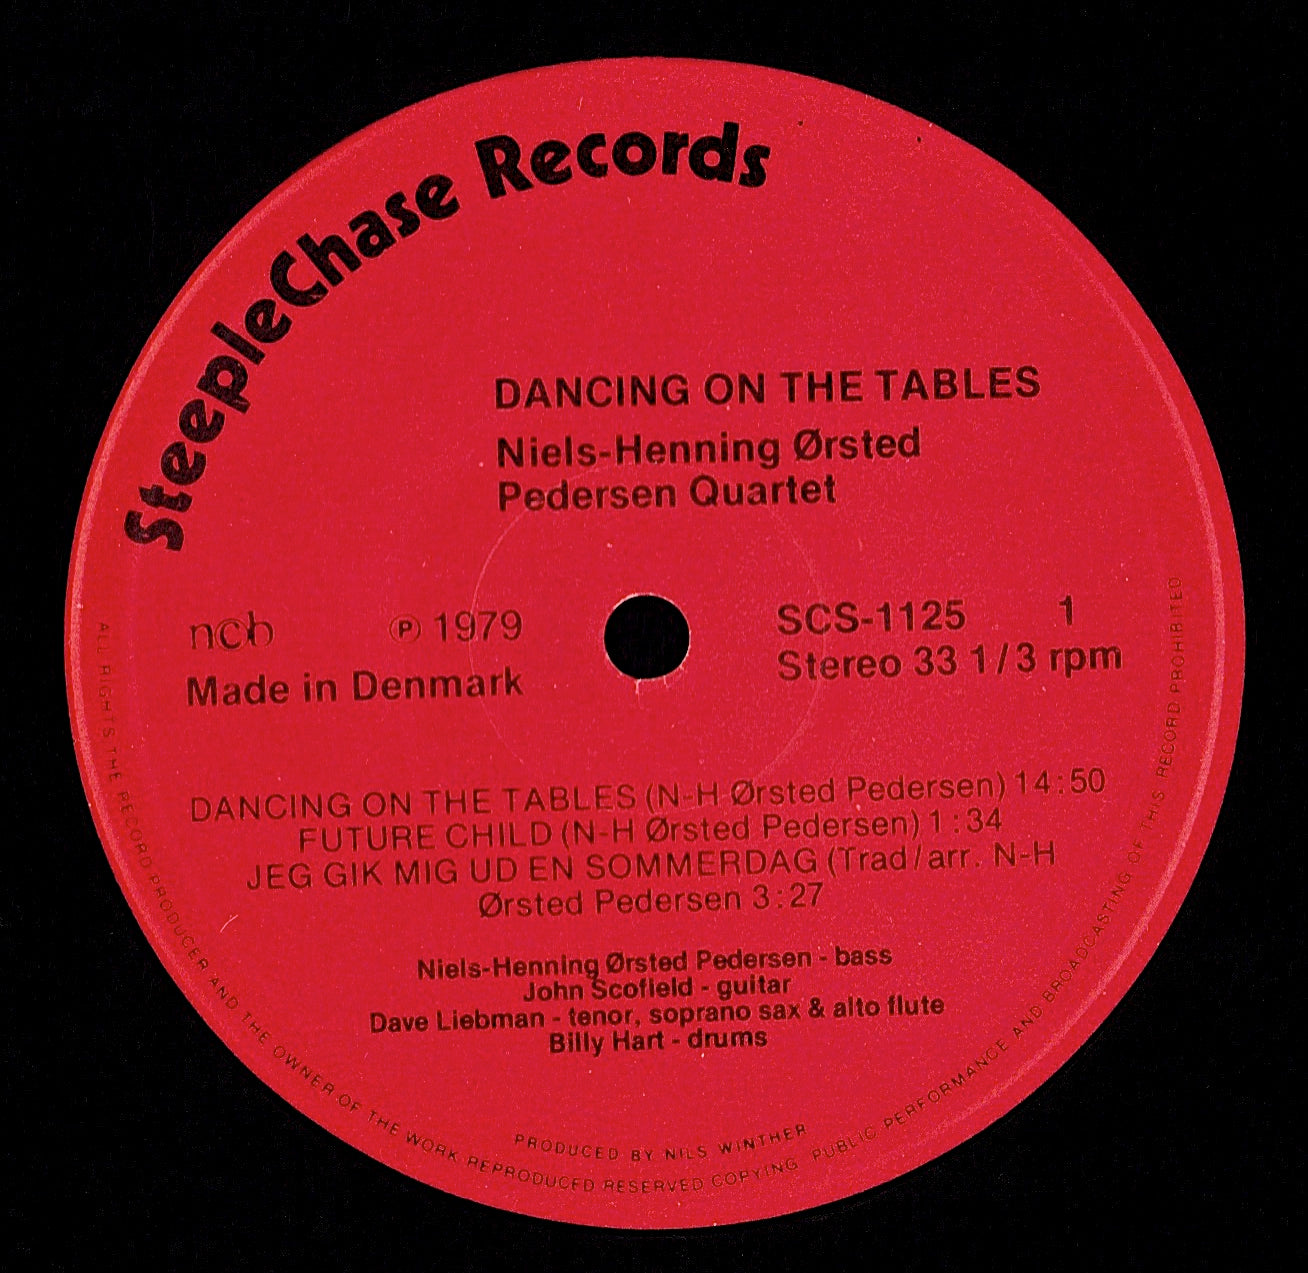 SteepleChase Records
DANCING ON THE TABLES
Niels-Henning Ørsted
Pedersen Quartet
ncb ℗ 1979
Made in Denmark
SCS-1125 1
Stereo 33 1/3 rpm
DANCING ON THE TABLES (N-H Ørsted Pedersen) 14:50
FUTURE CHILD (N-H Ørsted Pedersen) 1:34
JEG GIK MIG UD EN SOMMERDAG (Trad/arr. N-H
Ørsted Pedersen 3:27
Niels-Henning Ørsted Pedersen - bass
John Scofield - guitar
Dave Liebman - tenor, soprano sax & alto flute
Billy Hart - drums
PRODUCED BY NILS WINTHER
ALL RIGHTS THE RECORD PRODUCER AND THE OWNER OF THE WORK REPRODUCED RESERVED COPYING PUBLIC PERFORMANCE AND BROADCASTING OF THIS RECORD PROHIBITED